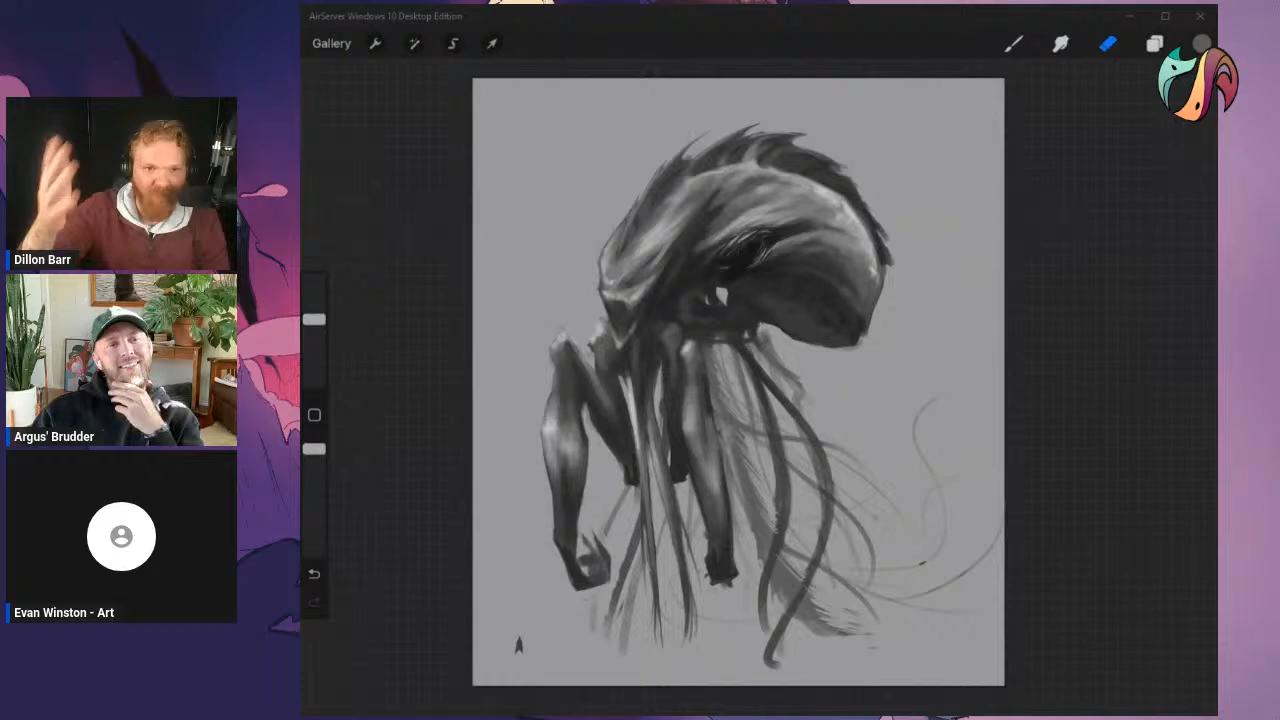 AirServer Windows 10 Desktop Edition
Gallery
Dillon Barr
Argus' Brudder
Evan Winston - Art